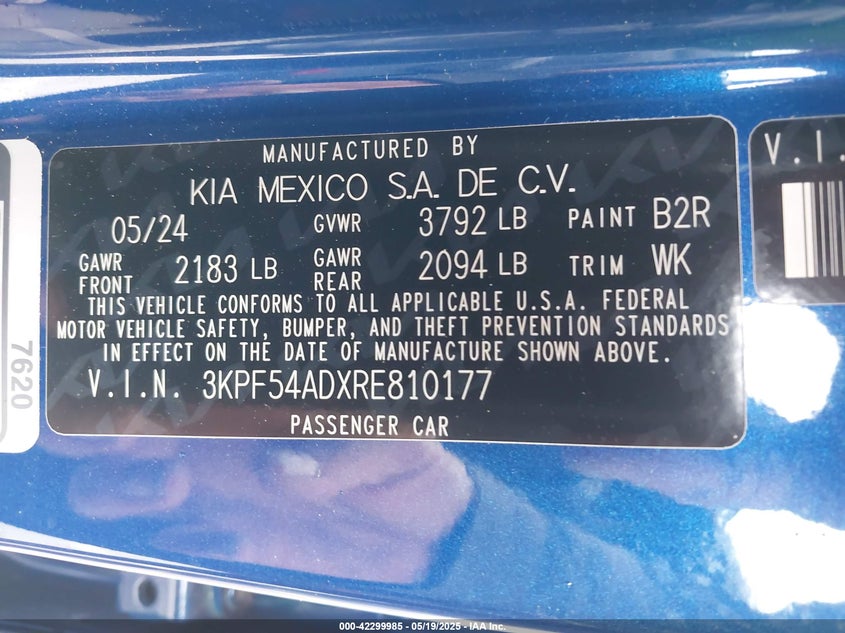 MANUFACTURED BY
KIA MEXICO S.A. DE C.V.
05/24 GVWR 3792 LB PAINT B2R
GAWR FRONT 2183 LB GAWR REAR 2094 LB TRIM WK
THIS VEHICLE CONFORMS TO ALL APPLICABLE U.S.A. FEDERAL
MOTOR VEHICLE SAFETY, BUMPER, AND THEFT PREVENTION STANDARDS
IN EFFECT ON THE DATE OF MANUFACTURE SHOWN ABOVE.
V.I.N. 3KPF54ADXRE810177
PASSENGER CAR
7620
V.I.
000-42299985 - 05/19/2025 - IAA Inc.